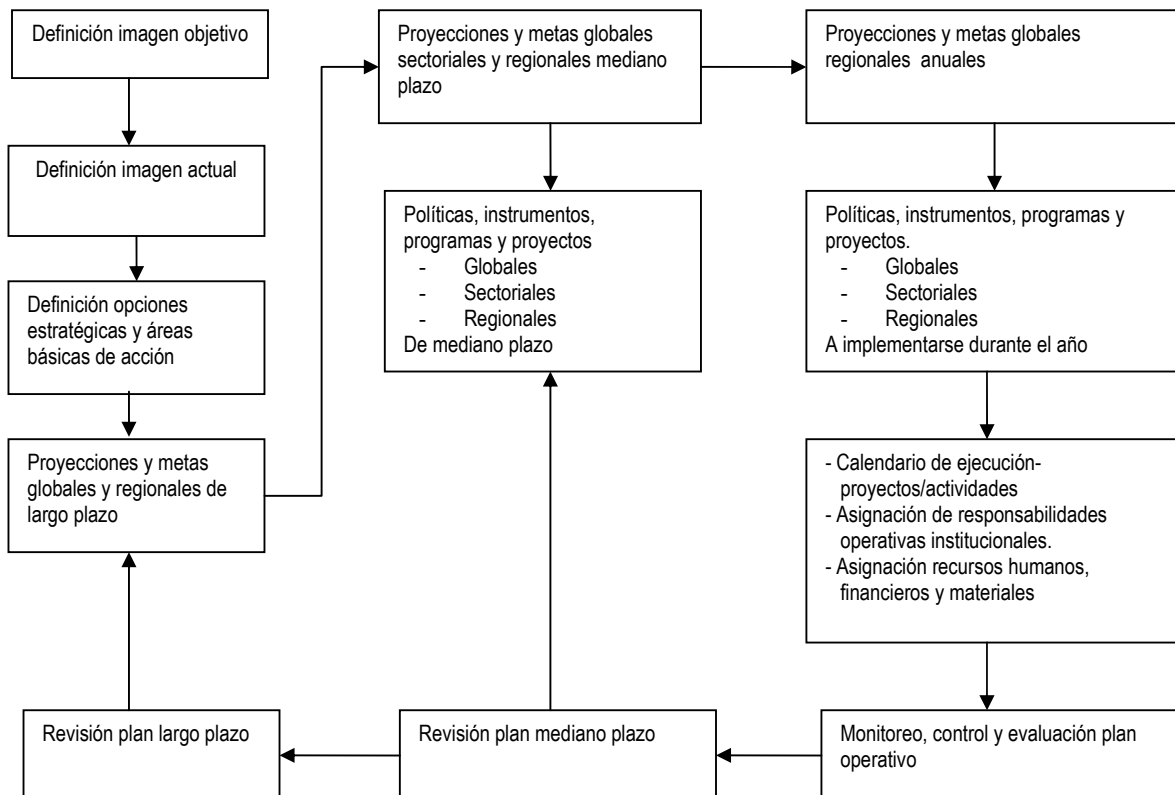 Definición imagen objetivo
Definición imagen actual
Definición opciones
estratégicas y áreas
básicas de acción
Proyecciones y metas
globales y regionales de
largo plazo
Proyecciones y metas globales
sectoriales y regionales mediano
plazo
Políticas, instrumentos,
programas y proyectos
- Globales
- Sectoriales
- Regionales
De mediano plazo
Proyecciones y metas globales
regionales anuales
Políticas, instrumentos, programas y
proyectos.
- Globales
- Sectoriales
- Regionales
A implementarse durante el año
- Calendario de ejecución-
proyectos/actividades
- Asignación de responsabilidades
operativas institucionales.
- Asignación recursos humanos,
financieros y materiales
Monitoreo, control y evaluación plan
operativo
Revisión plan mediano plazo
Revisión plan largo plazo